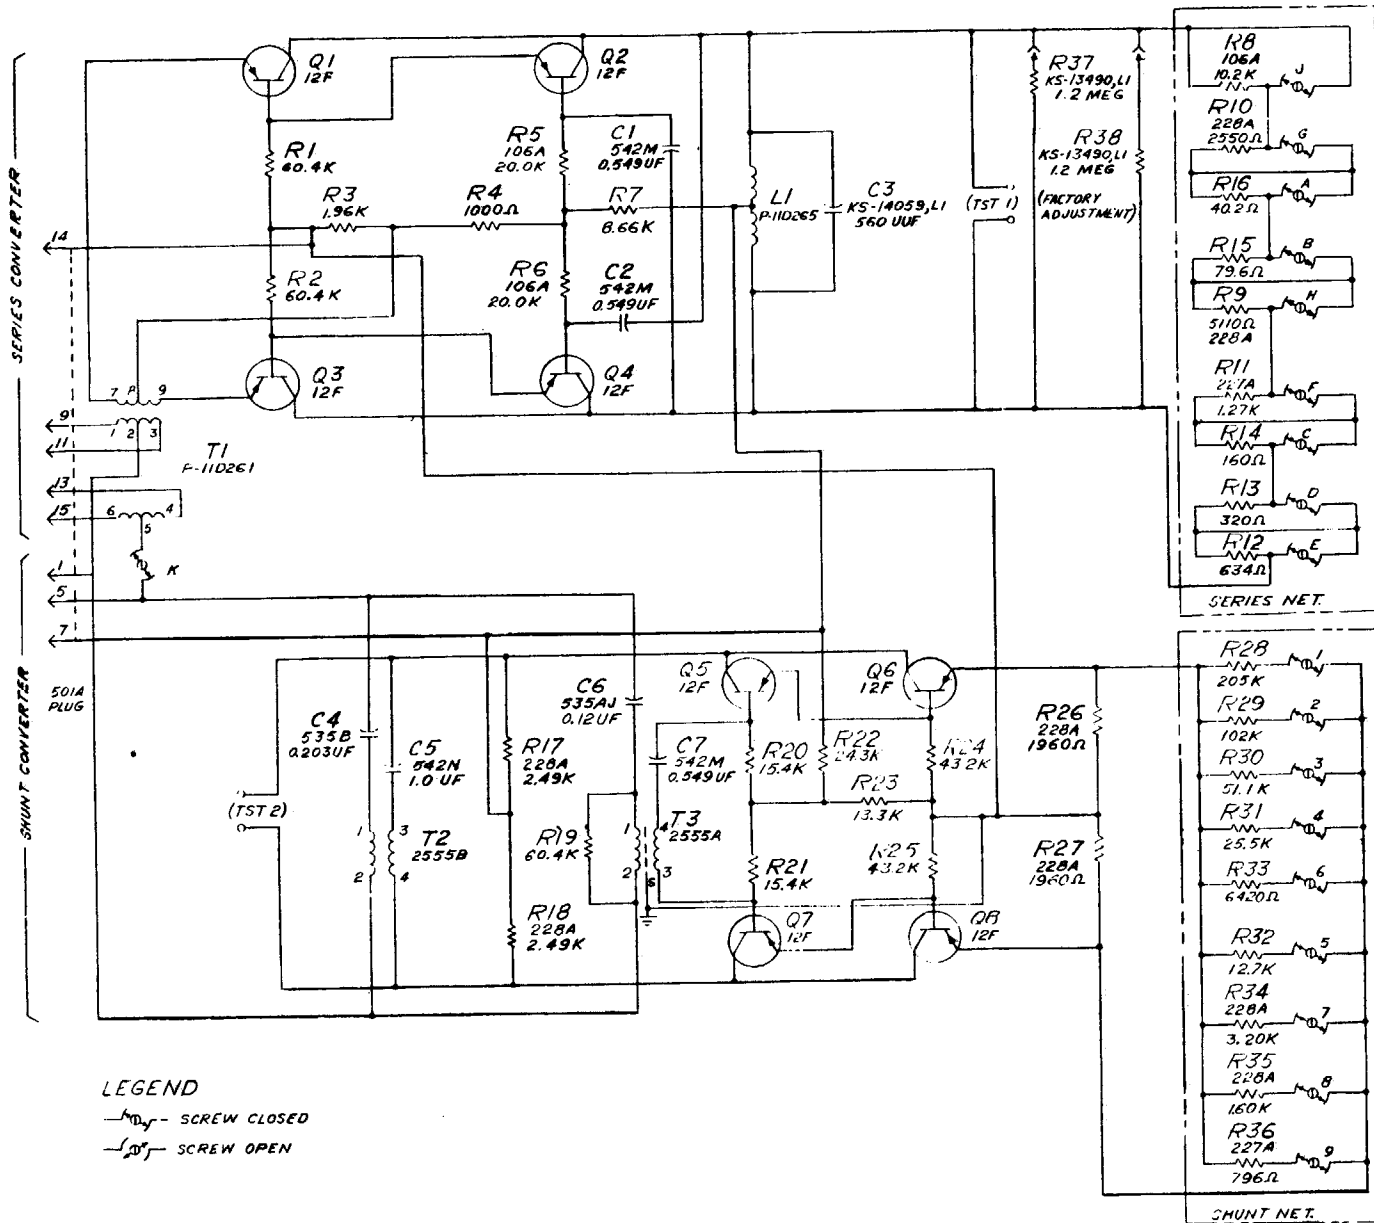 SERIES CONVERTER
SHUNT CONVERTER
14
9
11
13
15
1
5
7
501A
PLUG
Q1
12F
Q2
12F
R1
60.4K
R2
60.4K
R3
1.96K
R4
1000Ω
R5
106A
20.0K
R6
106A
20.0K
R7
8.66K
C1
542M
0.549UF
C2
542M
0.549UF
Q3
12F
Q4
12F
7
9
1 2 3
T1
6
5
4
K
L1
P-11D265
C3
KS-14059,L1
560 UUF
(TST 1)
R37
KS-13490,L1
1.2 MEG
R38
KS-13490,L1
1.2 MEG
(FACTORY
ADJUSTMENT)
R8
106A
10.2K
J
R10
228A
2550Ω
G
R16
40.2Ω
A
R15
79.6Ω
B
R9
5110Ω
228A
H
R11
227A
1.27K
F
R14
160Ω
C
R13
320Ω
D
R12
634Ω
E
SERIES NET.
(TST 2)
C4
535B
0.203UF
C5
542N
1.0 UF
1
2
3
4
T2
2555B
R17
228A
2.49K
R18
228A
2.49K
C6
535AJ
0.12UF
R19
60.4K
1
2
S
4
3
T3
2555A
C7
542M
0.549UF
Q5
12F
Q6
12F
R20
15.4K
R21
15.4K
R22
24.3K
R23
13.3K
R24
43.2K
R25
43.2K
Q7
12F
Q8
12F
R26
228A
1960Ω
R27
228A
1960Ω
R28
205K
1
R29
102K
2
R30
51.1K
3
R31
25.5K
4
R33
6420Ω
6
R32
12.7K
5
R34
228A
3.20K
7
R35
228A
1.60K
8
R36
227A
796Ω
9
SHUNT NET.
LEGEND
SCREW CLOSED
SCREW OPEN